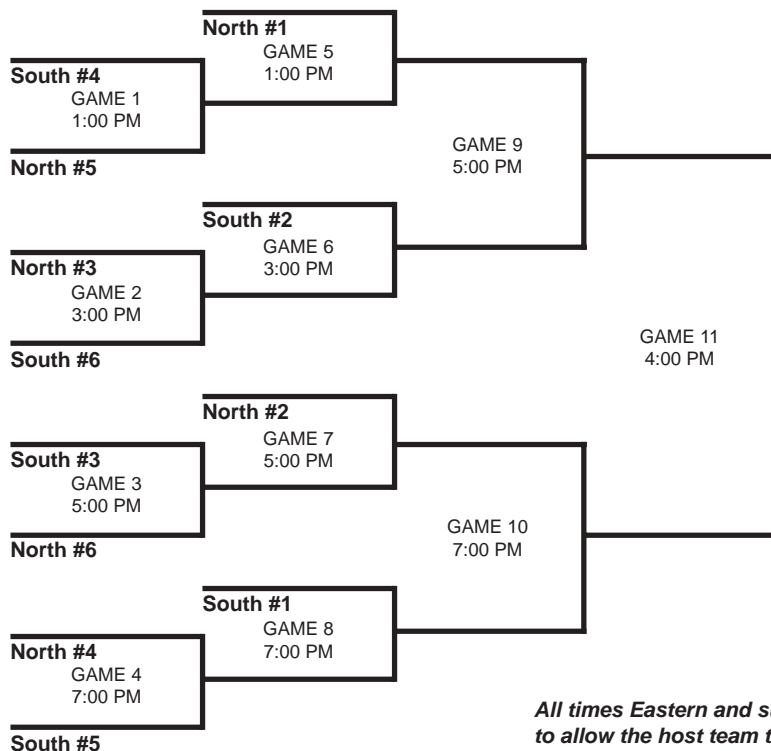 North #1
GAME 5
1:00 PM
South #4
GAME 1
1:00 PM
North #5
GAME 9
5:00 PM
South #2
GAME 6
3:00 PM
North #3
GAME 2
3:00 PM
South #6
GAME 11
4:00 PM
North #2
GAME 7
5:00 PM
South #3
GAME 3
5:00 PM
North #6
GAME 10
7:00 PM
South #1
GAME 8
7:00 PM
North #4
GAME 4
7:00 PM
South #5
All times Eastern and
to allow the host team